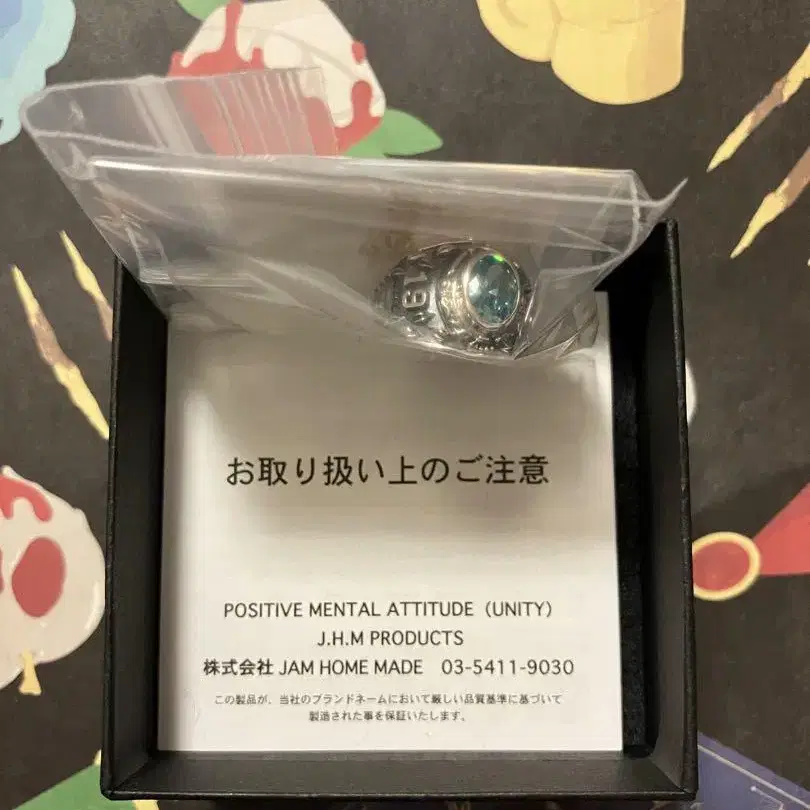 19
お取り扱い上のご注意
POSITIVE MENTAL ATTITUDE（UNITY）
J.H.M PRODUCTS
株式会社 JAM HOME MADE　03-5411-9030
この製品が、当社のブランドネームにおいて厳しい品質基準に基づいて
製造された事を保証いたします。